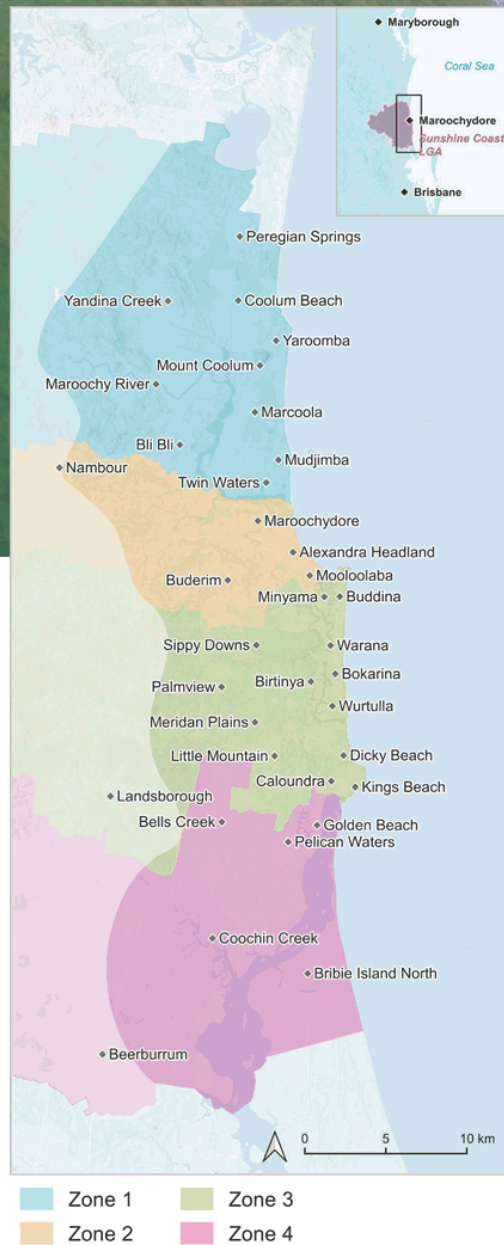 Maryborough
Coral Sea
Maroochydore
Sunshine Coast
LGA
Brisbane
Peregian Springs
Yandina Creek
Coolum Beach
Yaroomba
Mount Coolum
Maroochy River
Marcoola
Bli Bli
Mudjimba
Nambour
Twin Waters
Maroochydore
Alexandra Headland
Mooloolaba
Buderim
Minyama
Buddina
Sippy Downs
Warana
Bokarina
Birtinya
Palmview
Wurtulla
Meridan Plains
Little Mountain
Dicky Beach
Caloundra
Kings Beach
Landsborough
Bells Creek
Golden Beach
Pelican Waters
Coochin Creek
Bribie Island North
Beerburrum
0 5 10 km
Zone 1
Zone 3
Zone 2
Zone 4